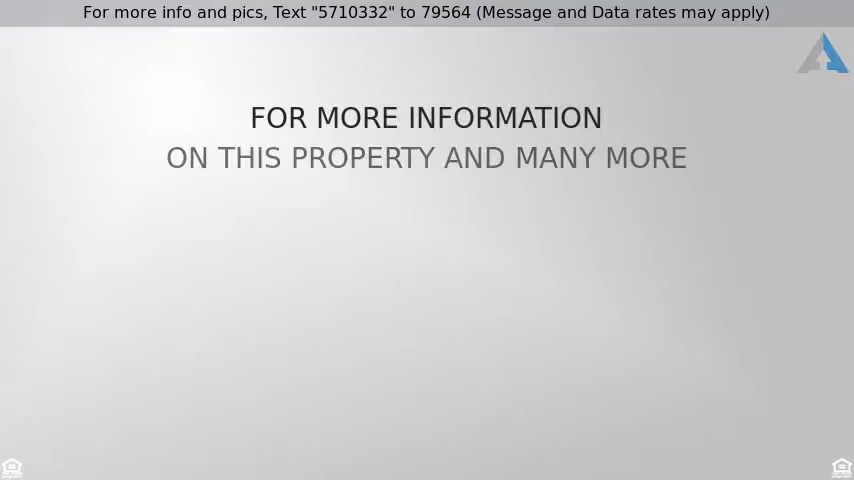 For more info and pics, Text "5710332" to 79564 (Message and Data rates may apply)
FOR MORE INFORMATION
ON THIS PROPERTY AND MANY MORE